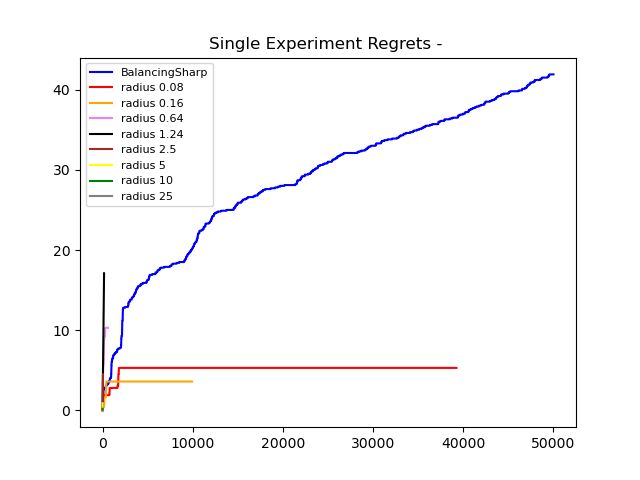 Single Experiment Regrets -
BalancingSharp
radius 0.08
radius 0.16
radius 0.64
radius 1.24
radius 2.5
radius 5
radius 10
radius 25
40
30
20
10
0
0 10000 20000 30000 40000 50000